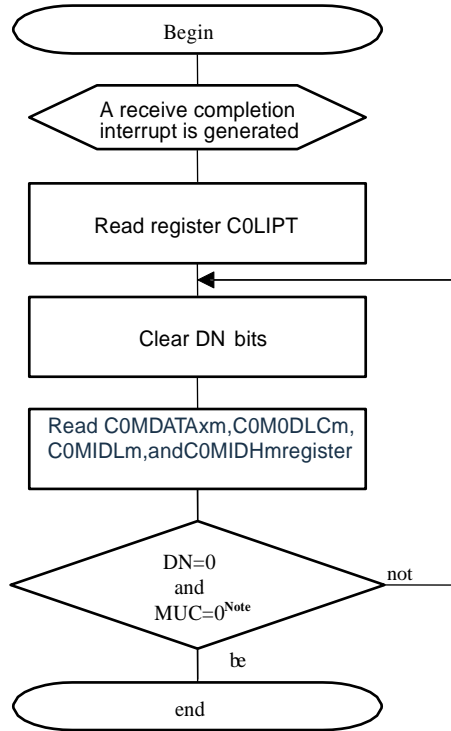 Begin
A receive completion
interrupt is generated
Read register C0LIPT
Clear DN bits
Read C0MDATAxm,C0M0DLCm,
C0MIDLm,andC0MIDHmregister
DN=0
and
MUC=0Note
not
be
end